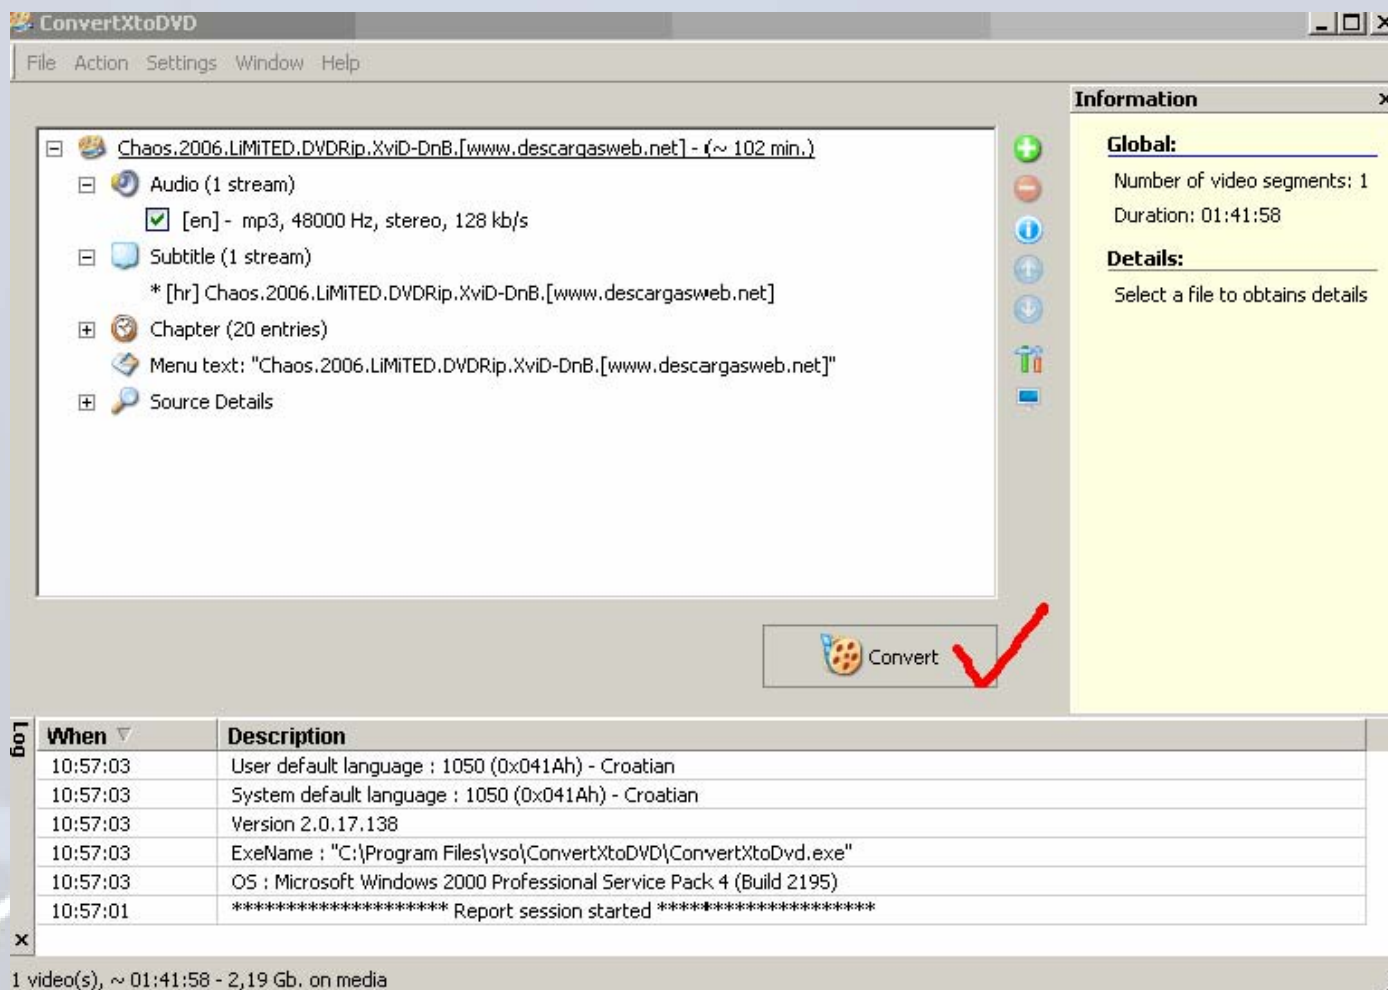 ConvertXtoDVD
File Action Settings Window Help
Chaos.2006.LiMiTED.DVDRip.XviD-DnB.[www.descargasweb.net] - (~ 102 min.)
Audio (1 stream)
[en] - mp3, 48000 Hz, stereo, 128 kb/s
Subtitle (1 stream)
* [hr] Chaos.2006.LiMiTED.DVDRip.XviD-DnB.[www.descargasweb.net]
Chapter (20 entries)
Menu text: "Chaos.2006.LiMiTED.DVDRip.XviD-DnB.[www.descargasweb.net]"
Source Details
Convert
Information
Global:
Number of video segments: 1
Duration: 01:41:58
Details:
Select a file to obtains details
Log
When Description
10:57:03 User default language : 1050 (0x041Ah) - Croatian
10:57:03 System default language : 1050 (0x041Ah) - Croatian
10:57:03 Version 2.0.17.138
10:57:03 ExeName : "C:\Program Files\vso\ConvertXtoDVD\ConvertXtoDvd.exe"
10:57:03 OS : Microsoft Windows 2000 Professional Service Pack 4 (Build 2195)
10:57:01 ******************** Report session started ********************
1 video(s), ~ 01:41:58 - 2,19 Gb. on media